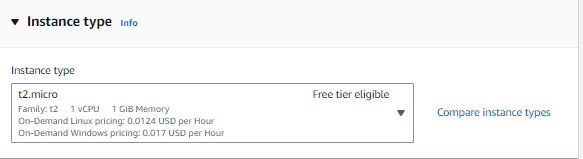 Instance type Info
Instance type
t2.micro Free tier eligible
Family: t2 1 vCPU 1 GiB Memory
On-Demand Linux pricing: 0.0124 USD per Hour
On-Demand Windows pricing: 0.017 USD per Hour
Compare instance types